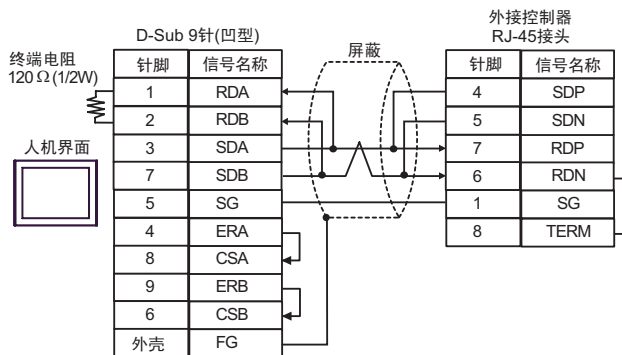 外接控制器
RJ-45接头
D-Sub 9针(凹型)
屏蔽
终端电阻
120 Ω (1/2W)
人机界面
针脚 信号名称
1 RDA
2 RDB
3 SDA
7 SDB
5 SG
4 ERA
8 CSA
9 ERB
6 CSB
外壳 FG
针脚 信号名称
4 SDP
5 SDN
7 RDP
6 RDN
1 SG
8 TERM